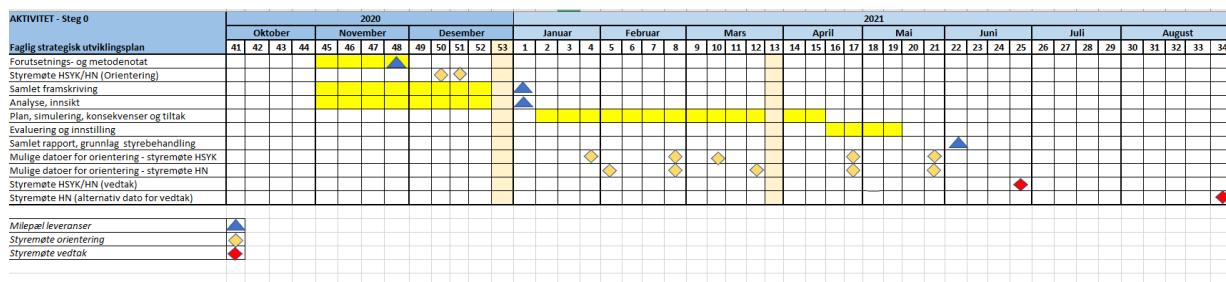 AKTIVITET - Steg 0 2020 2021
Oktober November Desember Januar Februar Mars April Mai Juni Juli August
Faglig strategisk utviklingsplan 41 42 43 44 45 46 47 48 49 50 51 52 53 1 2 3 4 5 6 7 8 9 10 11 12 13 14 15 16 17 18 19 20 21 22 23 24 25 26 27 28 29 30 31 32 33 34
Forutsetnings- og metodenotat
Styremøte HSYK/HN (Orientering)
Samlet framskriving
Analyse, innsikt
Plan, simulering, konsekvenser og tiltak
Evaluering og innstilling
Samlet rapport, grunnlag styrebehandling
Mulige datoer for orientering - styremøte HSYK
Mulige datoer for orientering - styremøte HN
Styremøte HSYK/HN (vedtak)
Styremøte HN (alternativ dato for vedtak)
Milepæl leveranser
Styremøte orientering
Styremøte vedtak